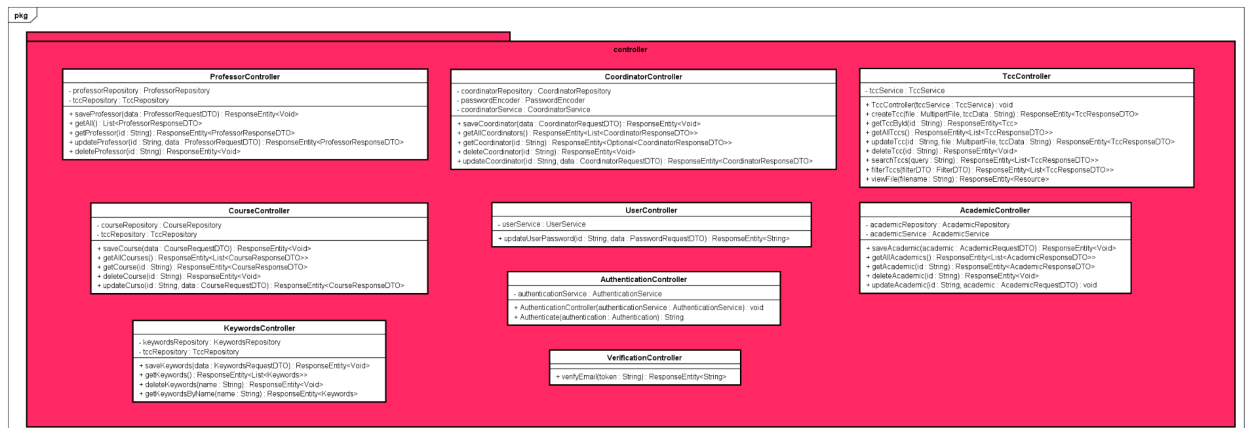 pkg
controller
ProfessorController
- professorRepository : ProfessorRepository
- tccRepository : TccRepository
+ saveProfessor(data : ProfessorRequestDTO) : ResponseEntity<Void>
+ getAll() : List<ProfessorResponseDTO>
+ getProfessor(id : String) : ResponseEntity<ProfessorResponseDTO>
+ updateProfessor(id : String, data : ProfessorRequestDTO) : ResponseEntity<ProfessorResponseDTO>
+ deleteProfessor(id : String) : ResponseEntity<Void>
CoordinatorController
- coordinatorRepository : CoordinatorRepository
- passwordEncoder : PasswordEncoder
- coordinatorService : CoordinatorService
+ saveCoordinator(data : CoordinatorRequestDTO) : ResponseEntity<Void>
+ getAllCoordinators() : ResponseEntity<List<CoordinatorResponseDTO>>
+ getCoordinator(id : String) : ResponseEntity<Optional<CoordinatorResponseDTO>>
+ deleteCoordinator(id : String) : ResponseEntity<Void>
+ updateCoordinator(id : String, data : CoordinatorRequestDTO) : ResponseEntity<CoordinatorResponseDTO>
TccController
- tccService : TccService
+ TccController(tccService : TccService) : void
+ createTcc(file : MultipartFile, tccData : String) : ResponseEntity<TccResponseDTO>
+ getTccById(id : String) : ResponseEntity<Tcc>
+ getAllTccs() : ResponseEntity<List<TccResponseDTO>>
+ updateTcc(id : String, file : MultipartFile, tccData : String) : ResponseEntity<TccResponseDTO>
+ deleteTcc(id : String) : ResponseEntity<Void>
+ searchTccs(query : String) : ResponseEntity<List<TccResponseDTO>>
+ filterTccs(filterDTO : FilterDTO) : ResponseEntity<List<TccResponseDTO>>
+ viewFile(filename : String) : ResponseEntity<Resource>
CourseController
- courseRepository : CourseRepository
- tccRepository : TccRepository
+ saveCourse(data : CourseRequestDTO) : ResponseEntity<Void>
+ getAllCourses() : ResponseEntity<List<CourseResponseDTO>>
+ getCourse(id : String) : ResponseEntity<CourseResponseDTO>
+ deleteCourse(id : String) : ResponseEntity<Void>
+ updateCurso(id : String, data : CourseRequestDTO) : ResponseEntity<CourseResponseDTO>
UserController
- userService : UserService
+ updateUserPassword(id : String, data : PasswordRequestDTO) : ResponseEntity<String>
AcademicController
- academicRepository : AcademicRepository
- academicService : AcademicService
+ saveAcademic(academic : AcademicRequestDTO) : ResponseEntity<Void>
+ getAllAcademics() : ResponseEntity<List<AcademicResponseDTO>>
+ getAcademic(id : String) : ResponseEntity<AcademicResponseDTO>
+ deleteAcademic(id : String) : ResponseEntity<Void>
+ updateAcademic(id : String, academic : AcademicRequestDTO) : void
AuthenticationController
- authenticationService : AuthenticationService
+ AuthenticationController(authenticationService : AuthenticationService) : void
+ Authenticate(authentication : Authentication) : String
KeywordsController
- keywordsRepository : KeywordsRepository
- tccRepository : TccRepository
+ saveKeywords(data : KeywordsRequestDTO) : ResponseEntity<Void>
+ getKeywords() : ResponseEntity<List<Keywords>>
+ deleteKeywords(name : String) : ResponseEntity<Void>
+ getKeywordsByName(name : String) : ResponseEntity<Keywords>
VerificationController
+ verifyEmail(token : String) : ResponseEntity<String>